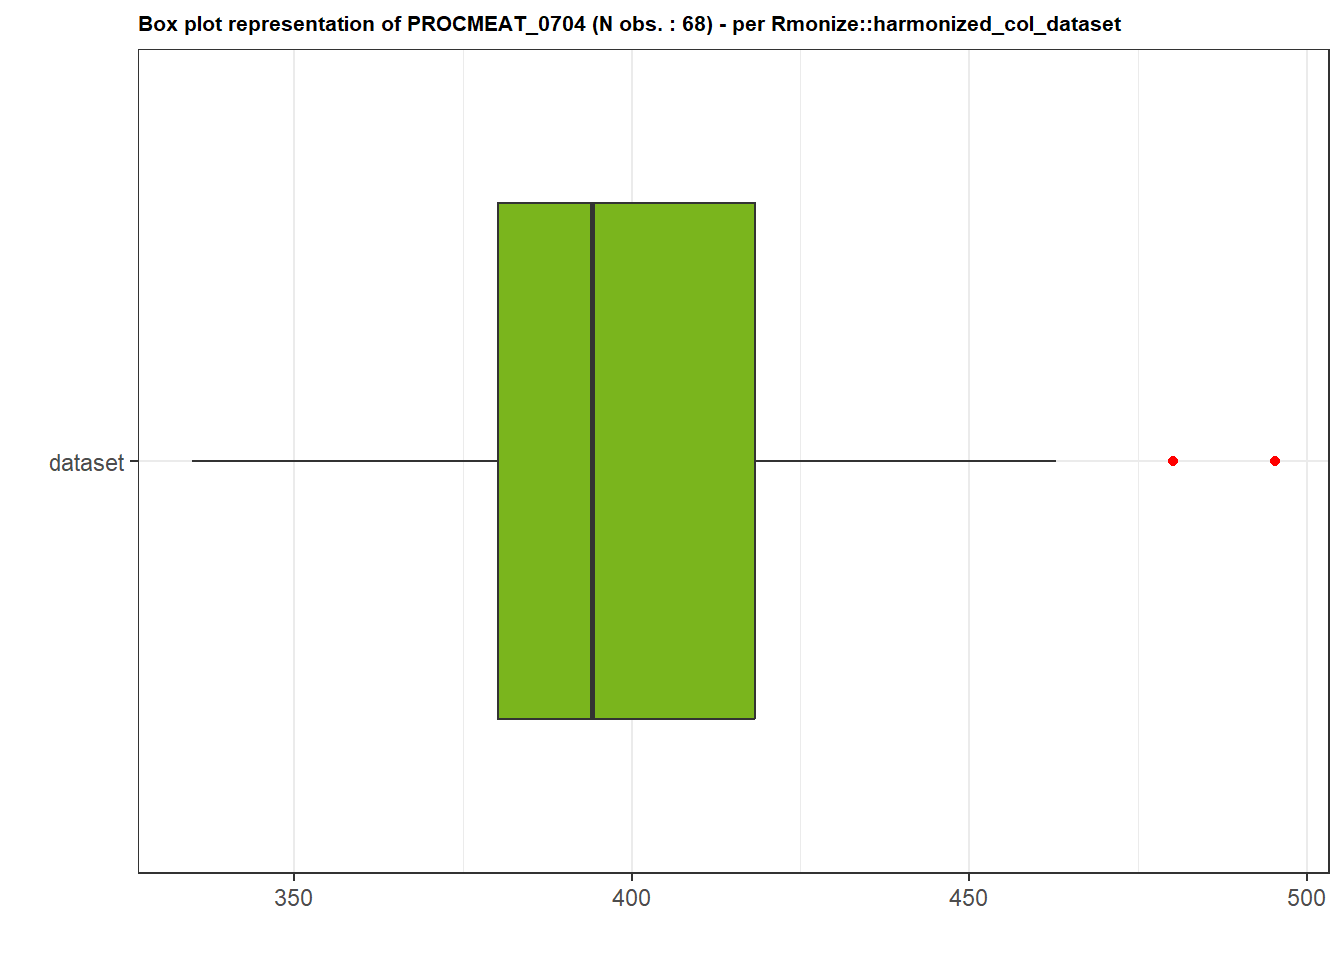 Box plot representation of PROCMEAT_0704 (N obs. : 68) - per Rmonize::harmonized_col_dataset
dataset
350 400 450 500